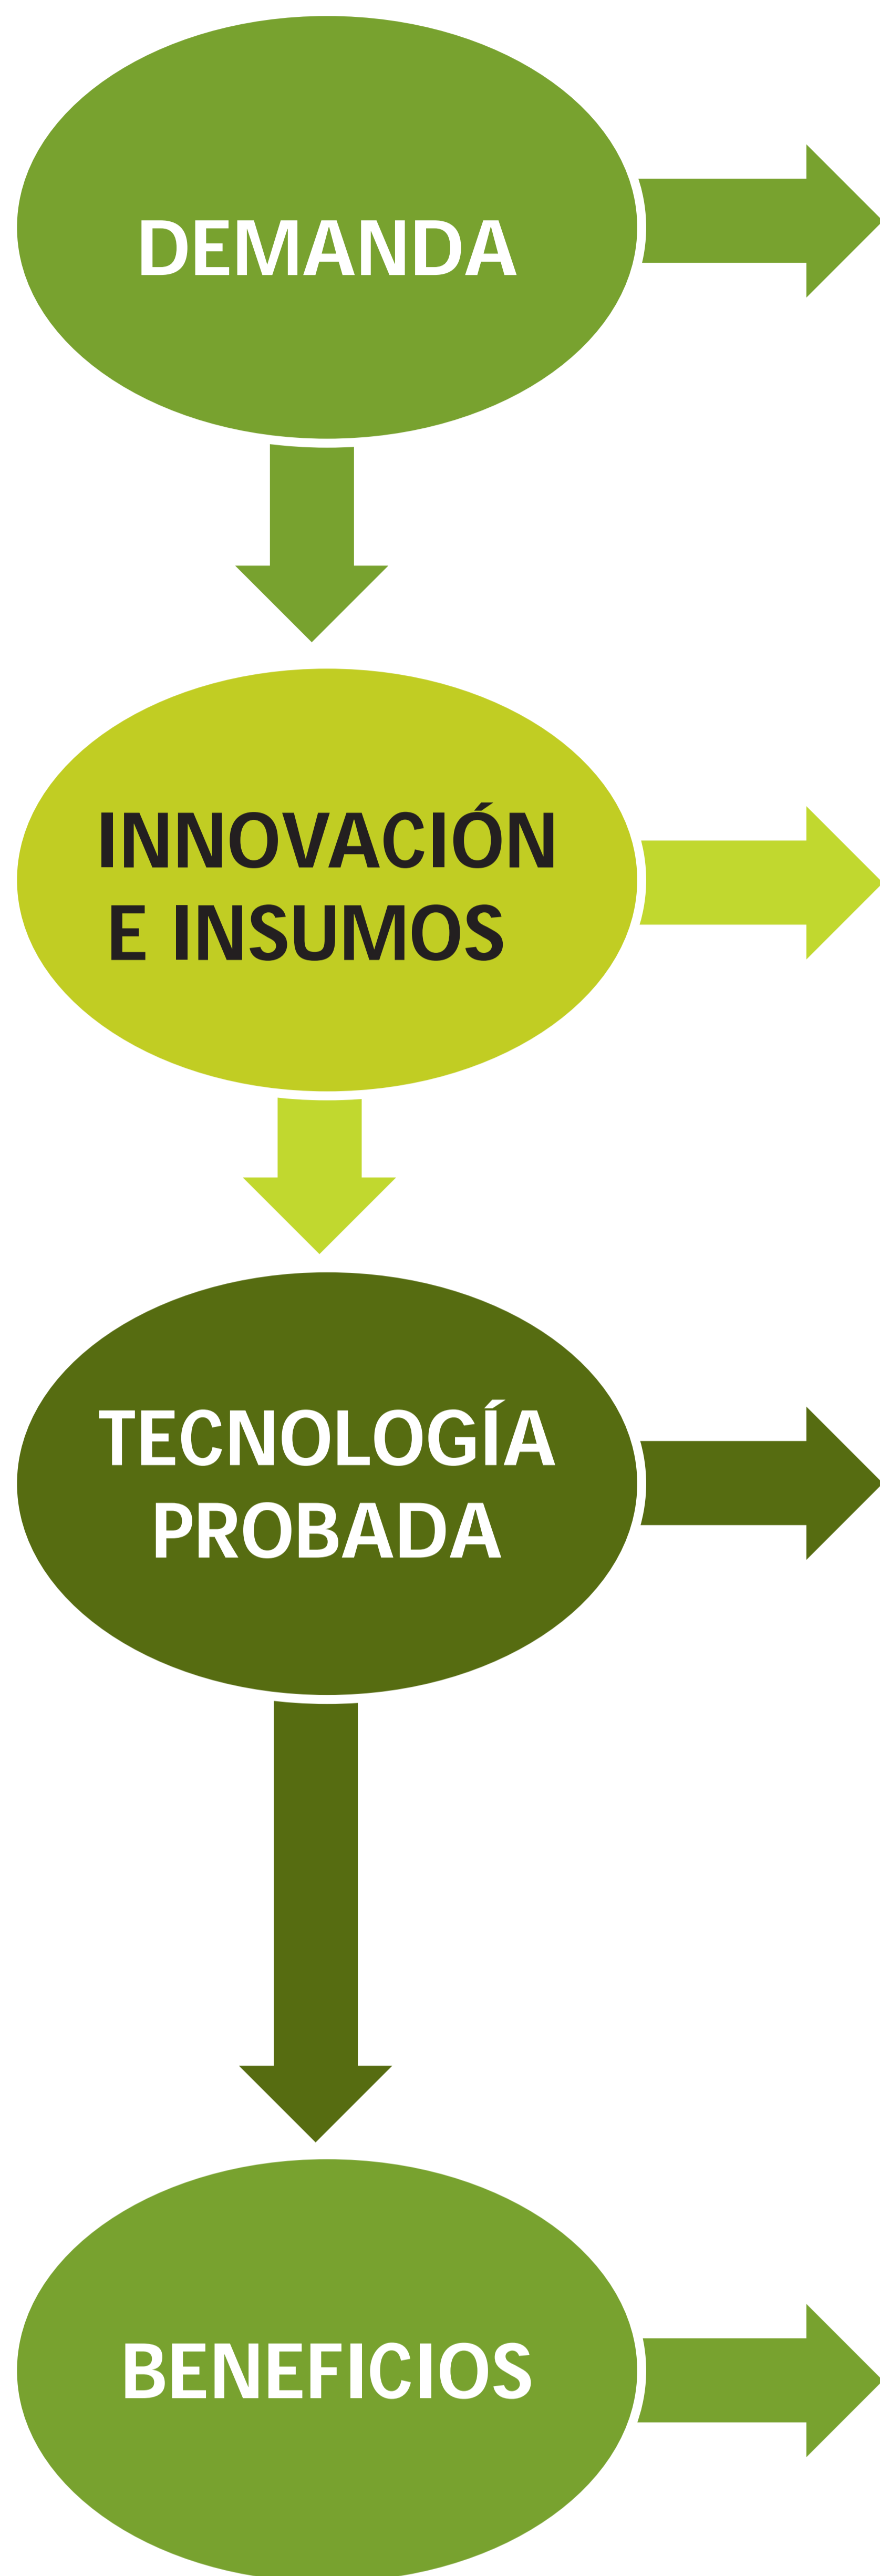 DEMANDA
INNOVACIÓN
E INSUMOS
TECNOLOGÍA
PROBADA
BENEFICIOS